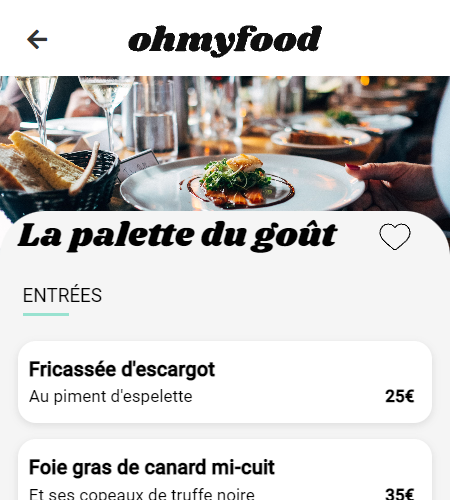 ohmyfood
La palette du goût
ENTRÉES
Fricassée d'escargot
Au piment d'espelette 25€
Foie gras de canard mi-cuit
Et ses copeaux de truffe noire 35€